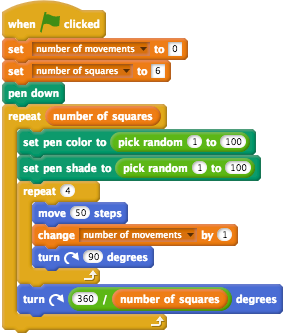 when clicked
set number of movements to 0
set number of squares to 6
pen down
repeat number of squares
set pen color to pick random 1 to 100
set pen shade to pick random 1 to 100
repeat 4
move 50 steps
change number of movements by 1
turn 90 degrees
turn 360 / number of squares degrees